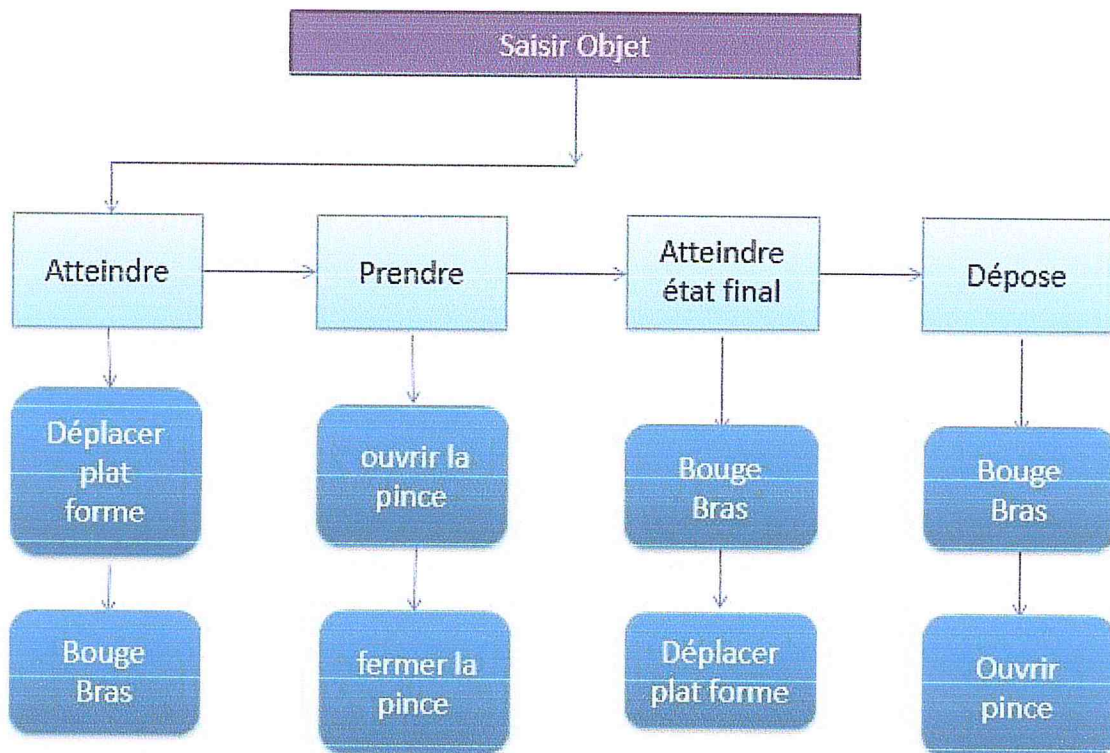 Saisir Objet
Atteindre
Prendre
Atteindre
état final
Dépose
Déplacer
plat
forme
ouvrir la
pince
Bouge
Bras
Bouge
Bras
Bouge
Bras
fermer la
pince
Déplacer
plat forme
Ouvrir
pince